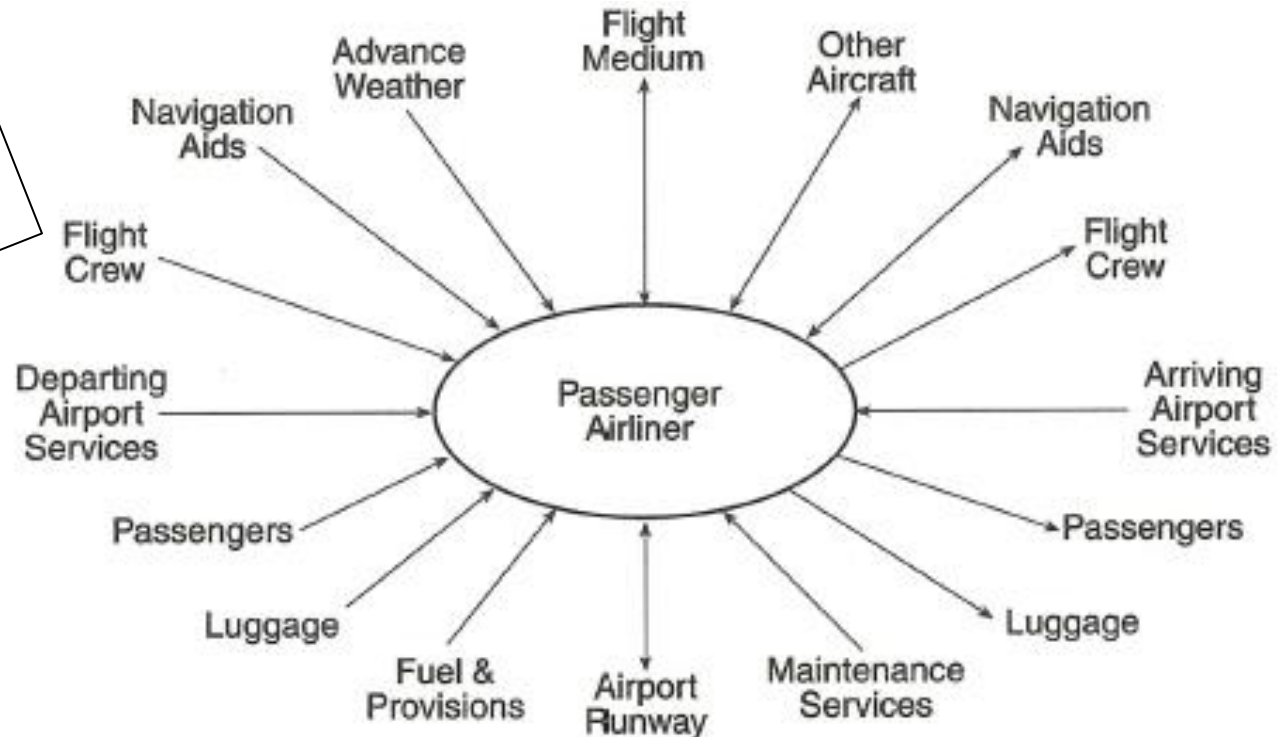 Flight
Medium
Advance
Weather
Other
Aircraft
Navigation
Aids
Navigation
Aids
Flight
Crew
Flight
Crew
Departing
Airport
Services
Passenger
Airliner
Arriving
Airport
Services
Passengers
Passengers
Luggage
Luggage
Fuel &
Provisions
Airport
Runway
Maintenance
Services